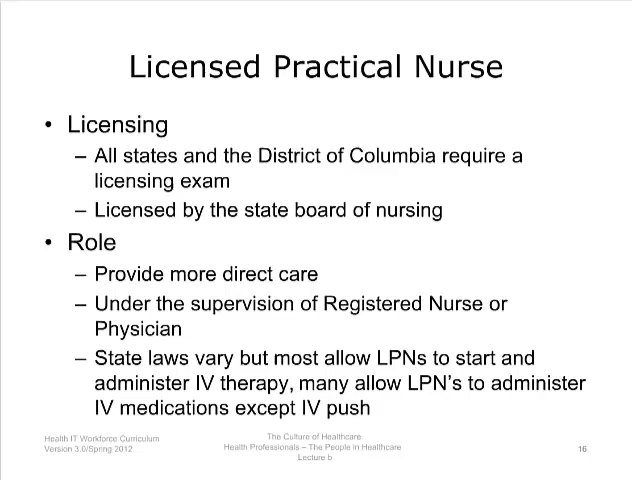 Licensed Practical Nurse
• Licensing
– All states and the District of Columbia require a
licensing exam
– Licensed by the state board of nursing
• Role
– Provide more direct care
– Under the supervision of Registered Nurse or
Physician
– State laws vary but most allow LPNs to start and
administer IV therapy, many allow LPN’s to administer
IV medications except IV push
Health IT Workforce Curriculum
Version 3.0/Spring 2012
The Culture of Healthcare
Health Professionals – The People in Healthcare
Lecture b
16